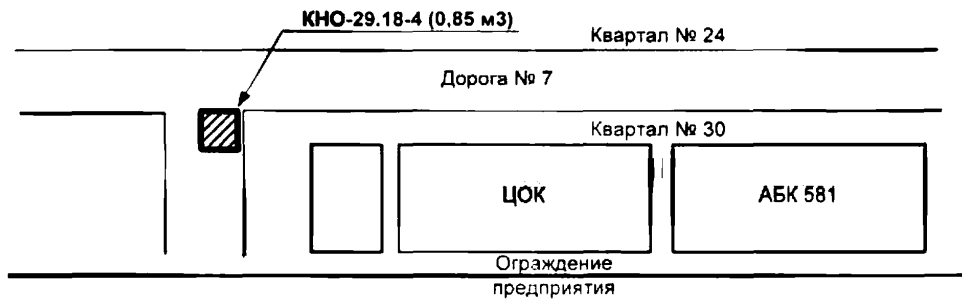 КНО-29.18-4 (0,85 м3)
Квартал № 24
Дорога № 7
Квартал № 30
ЦОК
АБК 581
Ограждение
предприятия